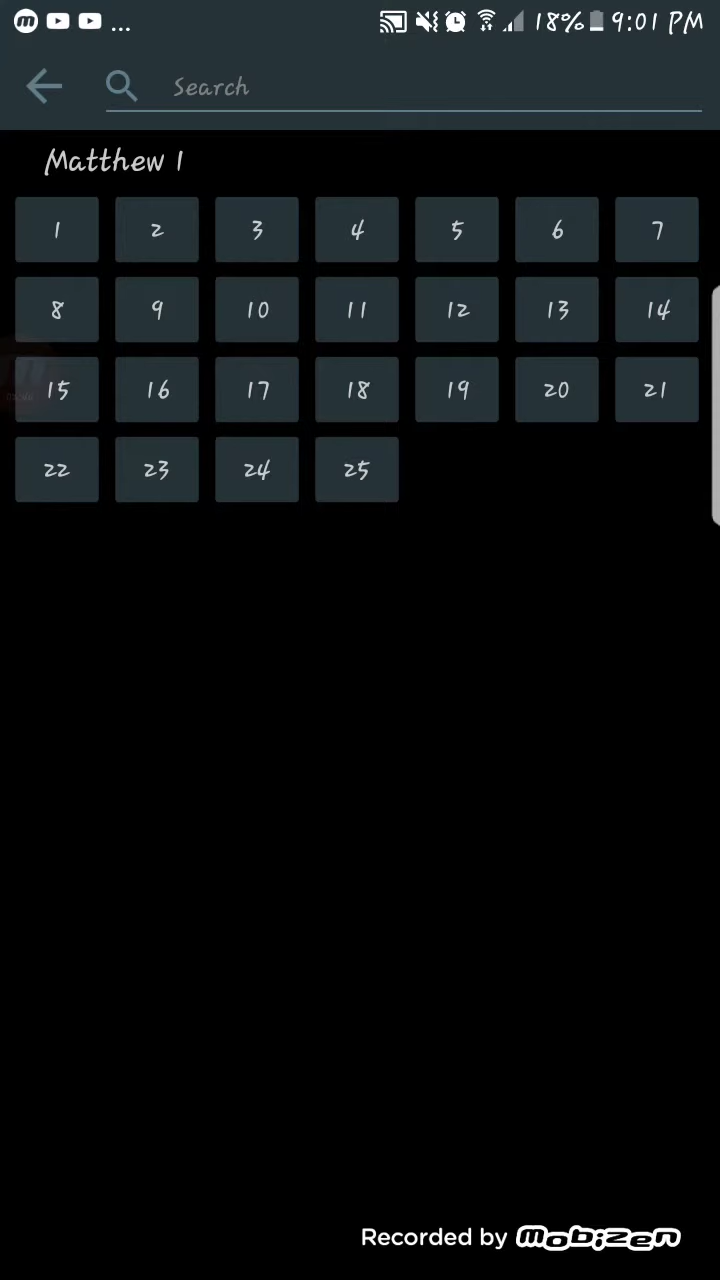 m ... 18% 9:01 PM
Search
Matthew 1
1 2 3 4 5 6 7
8 9 10 11 12 13 14
15 16 17 18 19 20 21
22 23 24 25
Recorded by mobizen